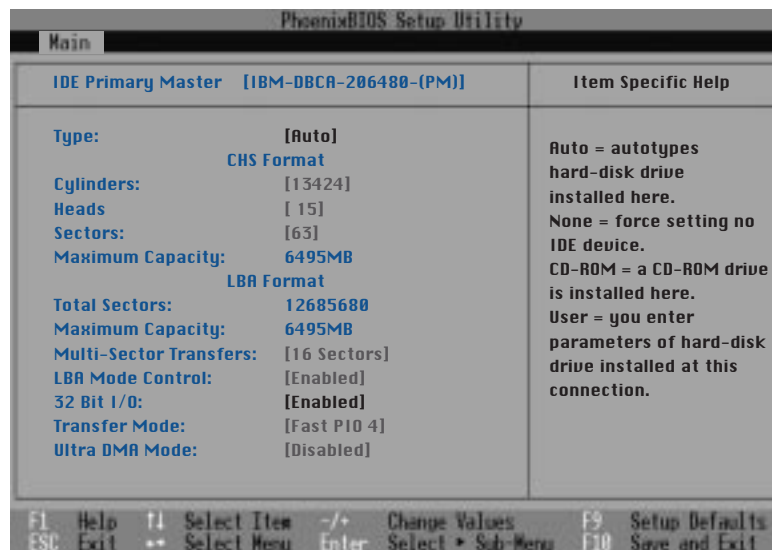 PhoenixBIOS Setup Utility
Main
IDE Primary Master [IBM-DBCA-206480-(PM)]
Item Specific Help
Type: [Auto]
CHS Format
Cylinders: [13424]
Heads [ 15]
Sectors: [63]
Maximum Capacity: 6495MB
LBA Format
Total Sectors: 12685680
Maximum Capacity: 6495MB
Multi-Sector Transfers: [16 Sectors]
LBA Mode Control: [Enabled]
32 Bit I/O: [Enabled]
Transfer Mode: [Fast PIO 4]
Ultra DMA Mode: [Disabled]
Auto = autotypes
hard-disk drive
installed here.
None = force setting no
IDE device.
CD-ROM = a CD-ROM drive
is installed here.
User = you enter
parameters of hard-disk
drive installed at this
connection.
F1 Help ↑↓ Select Item -/+ Change Values F9 Setup Defaults
ESC Exit ←→ Select Menu Enter Select ▸ Sub-Menu F10 Save and Exit